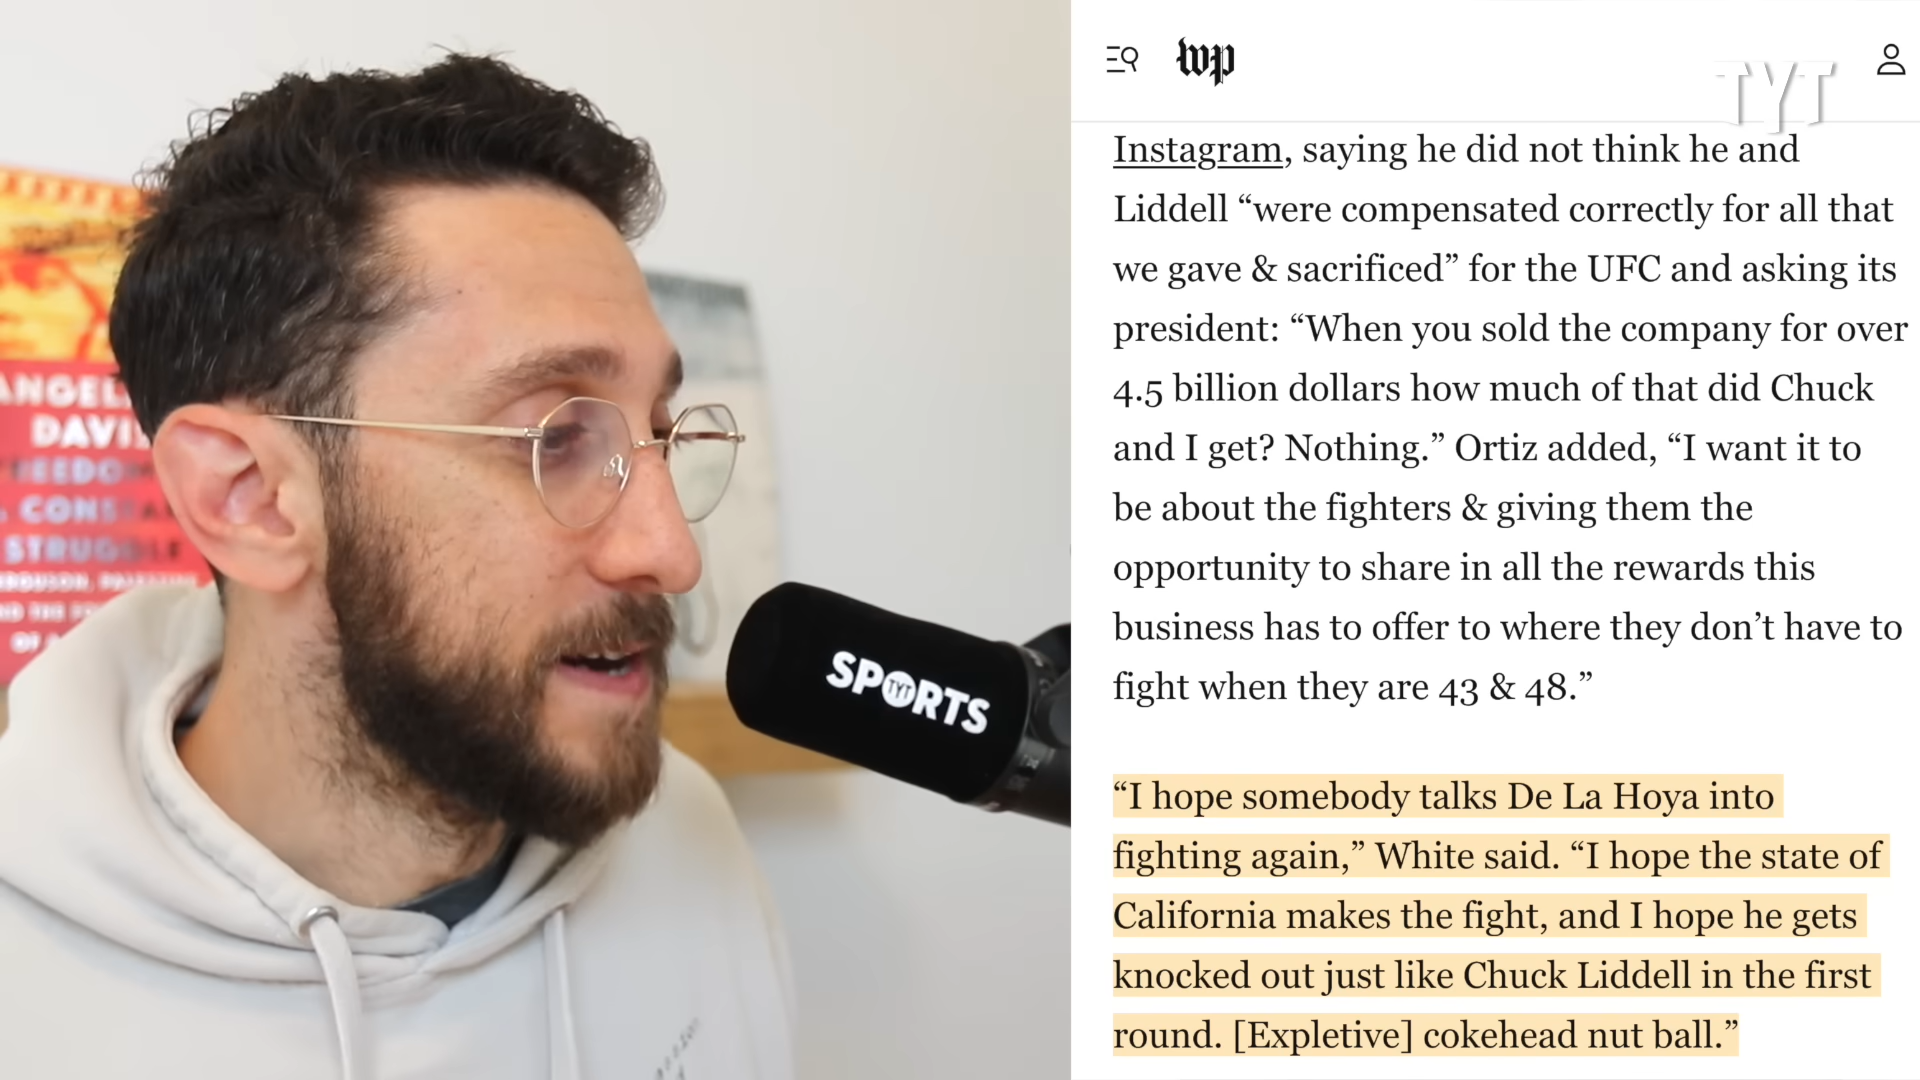 ANGEL
DAVI
CONS
STRUGGLE
SPORTS
TYT
wp
TYT
Instagram, saying he did not think he and
Liddell “were compensated correctly for all that
we gave & sacrificed” for the UFC and asking its
president: “When you sold the company for over
4.5 billion dollars how much of that did Chuck
and I get? Nothing.” Ortiz added, “I want it to
be about the fighters & giving them the
opportunity to share in all the rewards this
business has to offer to where they don’t have to
fight when they are 43 & 48.”
“I hope somebody talks De La Hoya into
fighting again,” White said. “I hope the state of
California makes the fight, and I hope he gets
knocked out just like Chuck Liddell in the first
round. [Expletive] cokehead nut ball.”